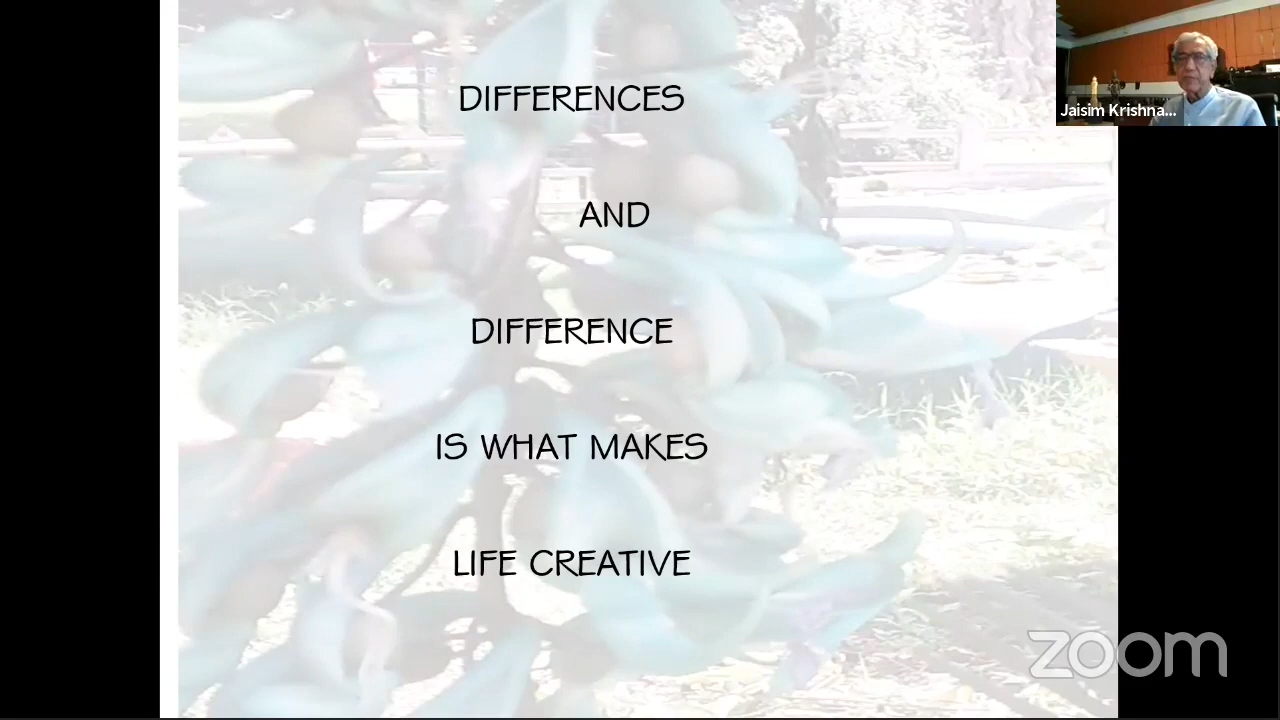 DIFFERENCES
Jaisim Krishna...
AND
DIFFERENCE
IS WHAT MAKES
LIFE CREATIVE
zoom